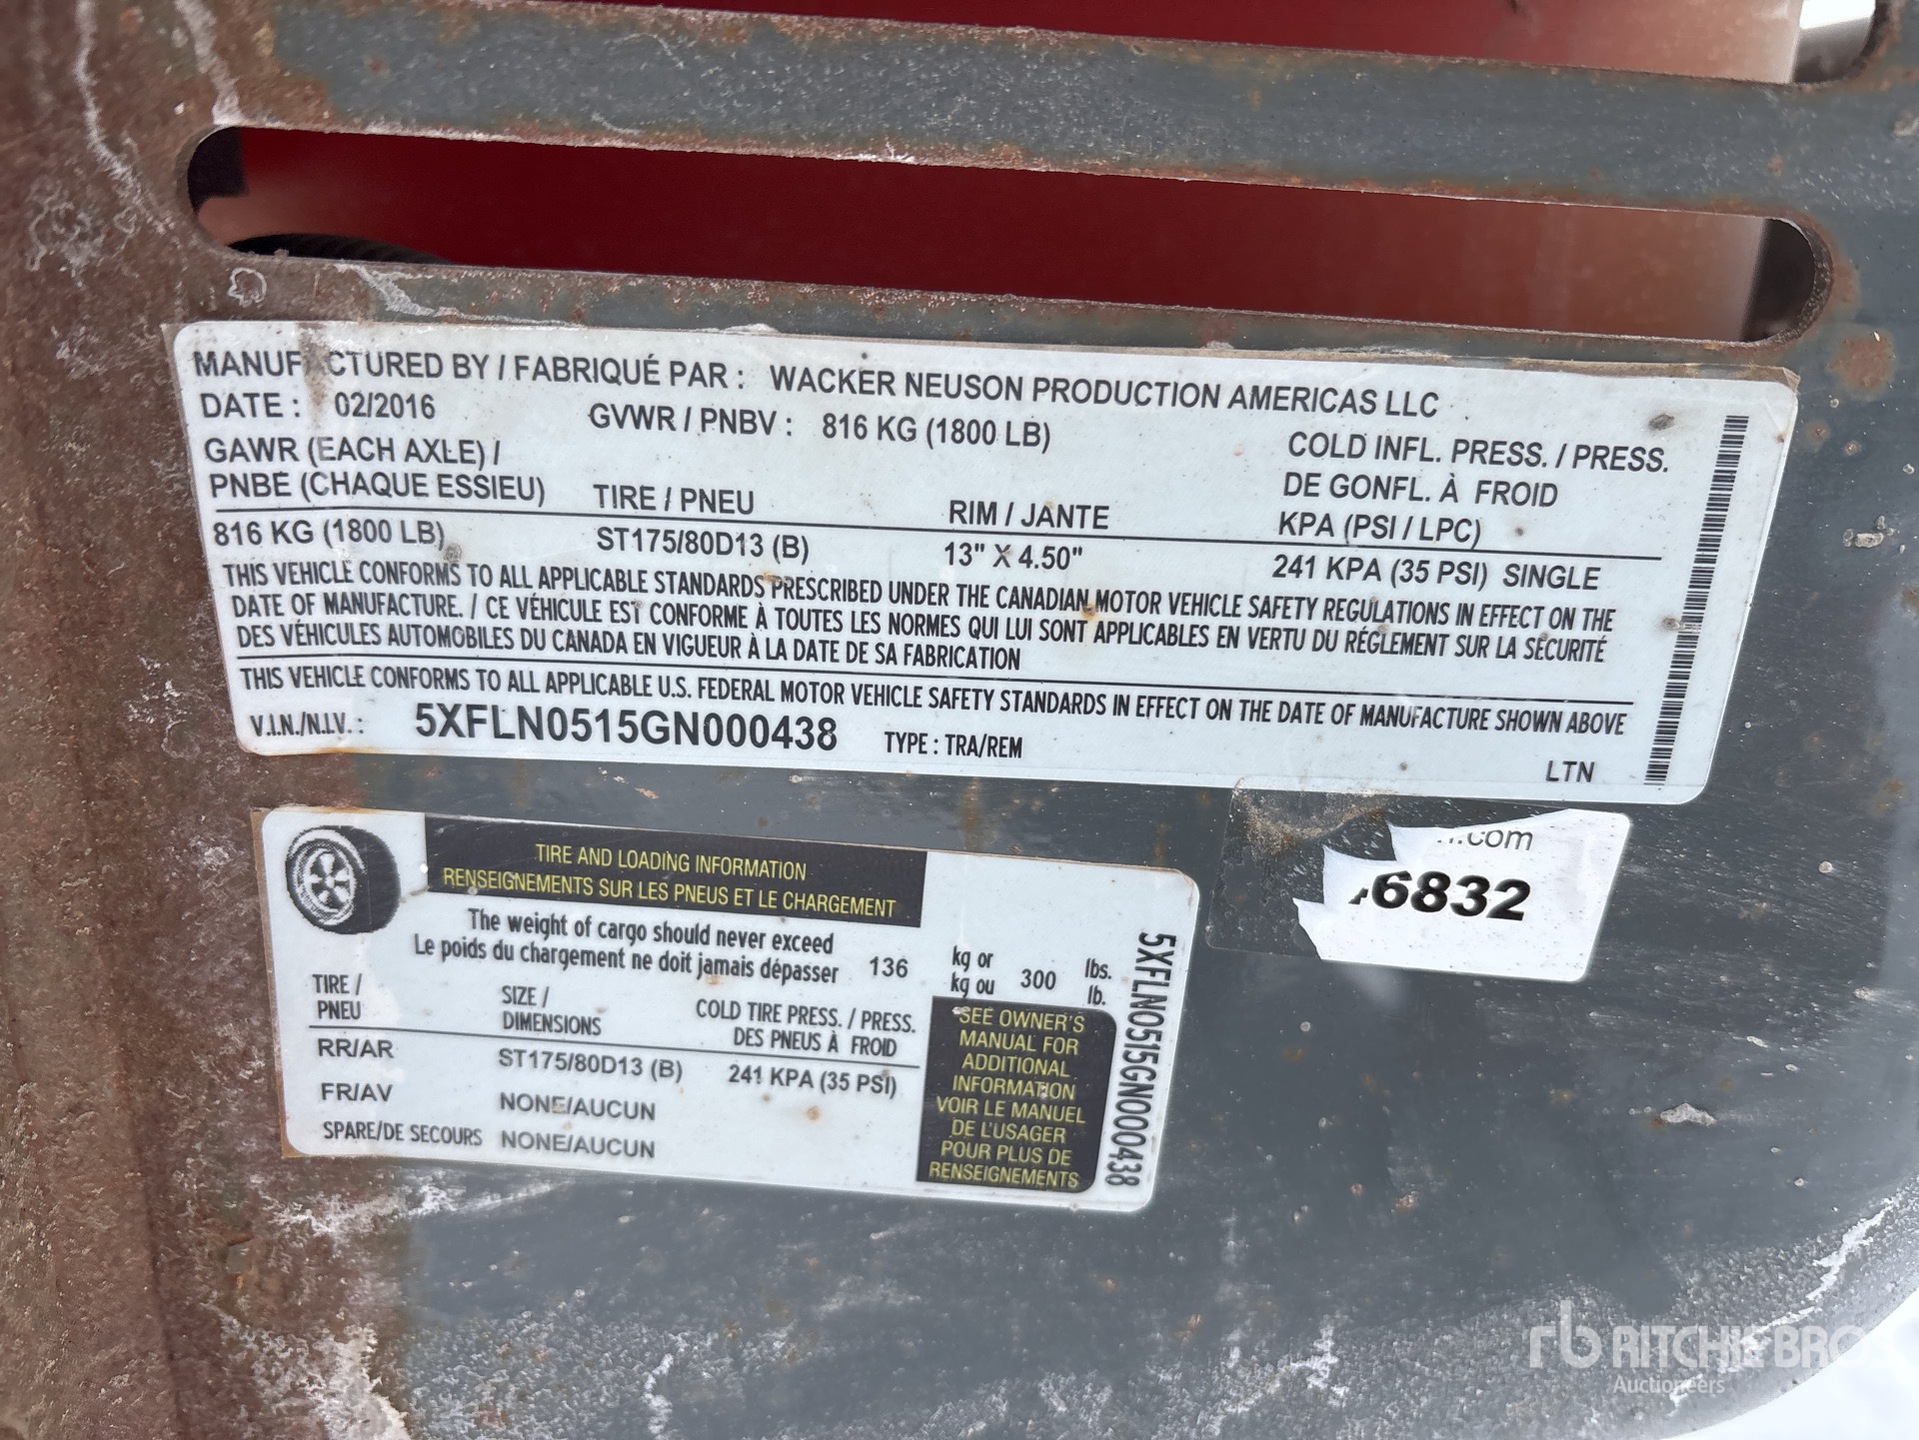 MANUFACTURED BY / FABRIQUÉ PAR : WACKER NEUSON PRODUCTION AMERICAS LLC
DATE : 02/2016 GVWR / PNBV : 816 KG (1800 LB)
GAWR (EACH AXLE) /
PNBE (CHAQUE ESSIEU) TIRE / PNEU RIM / JANTE
COLD INFL. PRESS. / PRESS.
DE GONFL. À FROID
KPA (PSI / LPC)
816 KG (1800 LB) ST175/80D13 (B) 13" X 4.50" 241 KPA (35 PSI) SINGLE
THIS VEHICLE CONFORMS TO ALL APPLICABLE STANDARDS PRESCRIBED UNDER THE CANADIAN MOTOR VEHICLE SAFETY REGULATIONS IN EFFECT ON THE
DATE OF MANUFACTURE. / CE VÉHICULE EST CONFORME À TOUTES LES NORMES QUI LUI SONT APPLICABLES EN VERTU DU RÉGLEMENT SUR LA SÉCURITÉ
DES VÉHICULES AUTOMOBILES DU CANADA EN VIGUEUR À LA DATE DE SA FABRICATION
THIS VEHICLE CONFORMS TO ALL APPLICABLE U.S. FEDERAL MOTOR VEHICLE SAFETY STANDARDS IN EFFECT ON THE DATE OF MANUFACTURE SHOWN ABOVE
V.I.N./N.I.V. : 5XFLN0515GN000438 TYPE : TRA/REM
LTN
TIRE AND LOADING INFORMATION
RENSEIGNEMENTS SUR LES PNEUS ET LE CHARGEMENT
The weight of cargo should never exceed
Le poids du chargement ne doit jamais dépasser 136 kg or
kg ou 300 lbs.
lb.
TIRE /
PNEU
SIZE /
DIMENSIONS
COLD TIRE PRESS. / PRESS.
DES PNEUS À FROID
RR/AR ST175/80D13 (B) 241 KPA (35 PSI)
FR/AV NONE/AUCUN
SPARE/DE SECOURS NONE/AUCUN
SEE OWNER'S
MANUAL FOR
ADDITIONAL
INFORMATION
VOIR LE MANUEL
DE L'USAGER
POUR PLUS DE
RENSEIGNEMENTS
5XFLN0515GN000438
.com
6832
rb RITCHIE BRO
Auctioneers